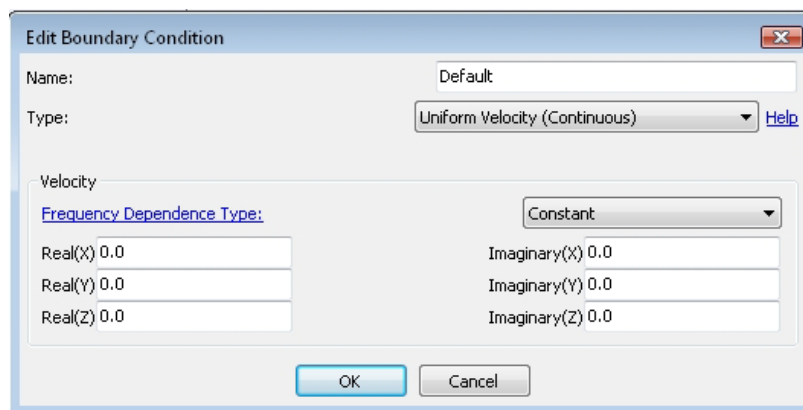 Edit Boundary Condition
Name: Default
Type: Uniform Velocity (Continuous) Help
Velocity
Frequency Dependence Type: Constant
Real(X) 0.0 Imaginary(X) 0.0
Real(Y) 0.0 Imaginary(Y) 0.0
Real(Z) 0.0 Imaginary(Z) 0.0
OK Cancel